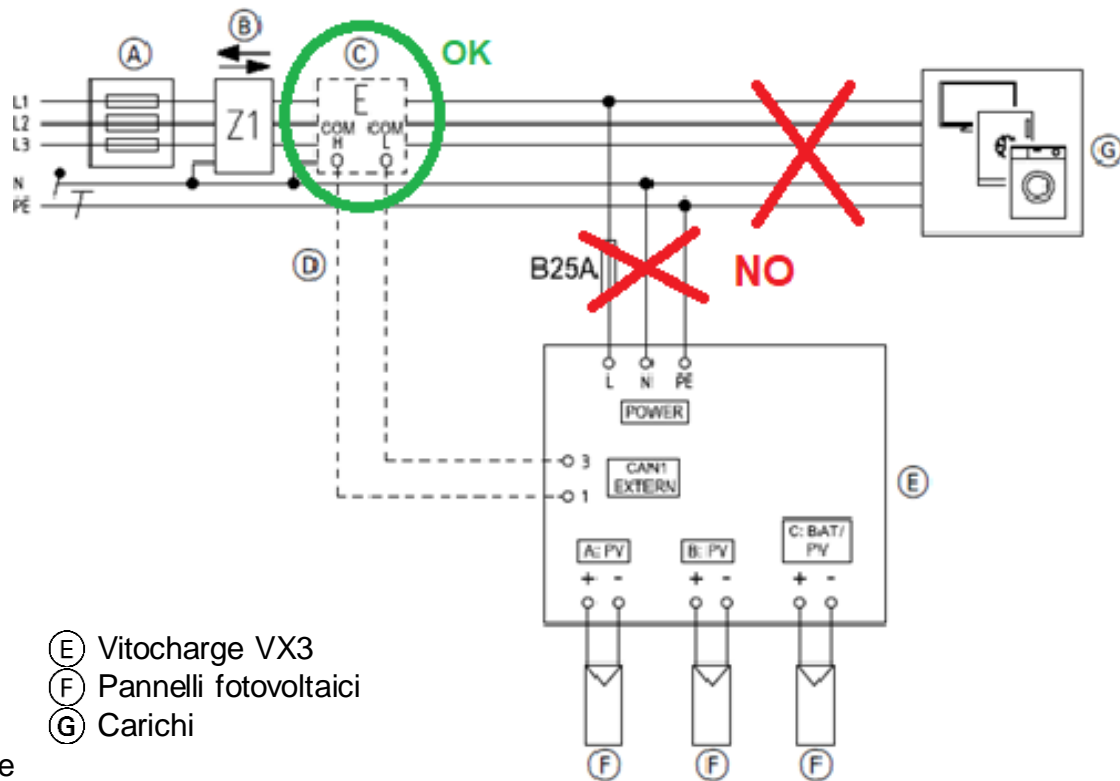 B
A
C
OK
L1
L2
L3
Z1
E
COM H
COM L
G
N
PE
T
D
B25A
NO
L N PE
POWER
3
CAN1 EXTERN
1
E
A: PV
B: PV
C: BAT/ PV
+ - + - + -
E Vitocharge VX3
F Pannelli fotovoltaici
G Carichi
e
F F F